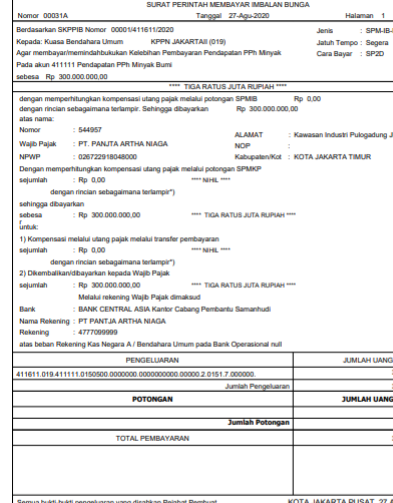 SURAT PERINTAH MEMBAYAR IMBALAN BUNGA
Nomor 00031A Tanggal 27-Agu-2020 Halaman 1
Berdasarkan SKPPIB Nomor 00001/411611/2020 Jenis : SPM-IB-
Kepada: Kuasa Bendahara Umum KPPN JAKARTAII (019) Jatuh Tempo : Segera
Agar membayar/memindahbukukan Kelebihan Pembayaran Pendapatan PPh Minyak Cara Bayar : SP2D
Pada akun 411111 Pendapatan PPh Minyak Bumi
sebesa Rp 300.000.000,00
**** TIGA RATUS JUTA RUPIAH ****
dengan memperhitungkan kompensasi utang pajak melalui potongan SPMIB Rp 0,00
dengan rincian sebagaimana terlampir. Sehingga dibayarkan Rp 300.000.000,00
atas nama:
Nomor : 544957 ALAMAT : Kawasan Industri Pulogadung J
Wajib Pajak : PT. PANJTA ARTHA NIAGA NOP :
NPWP : 026722918048000 Kabupaten/Kot : KOTA JAKARTA TIMUR
Dengan memperhitungkan kompensasi utang pajak melalui potongan SPMKP
sejumlah : Rp 0,00 **** NIHIL ****
dengan rincian sebagaimana terlampir*)
sehingga dibayarkan
sebesa : Rp 300.000.000,00 **** TIGA RATUS JUTA RUPIAH ****
r
untuk:
1) Kompensasi melalui utang pajak melalui transfer pembayaran
sejumlah : Rp 0,00 **** NIHIL ****
dengan rincian sebagaimana terlampir*)
2) Dikembalikan/dibayarkan kepada Wajib Pajak
sejumlah : Rp 300.000.000,00 **** TIGA RATUS JUTA RUPIAH ****
Melalui rekening Wajib Pajak dimaksud
Bank : BANK CENTRAL ASIA Kantor Cabang Pembantu Samanhudi
Nama Rekening : PT PANTJA ARTHA NIAGA
Rekening : 4777099999
atas beban Rekening Kas Negara A / Bendahara Umum pada Bank Operasional null
PENGELUARAN JUMLAH UANG
411611.019.411111.0150500.0000000.0000000000.00000.2.0151.7.000000.
Jumlah Pengeluaran
POTONGAN JUMLAH UANG
Jumlah Potongan
TOTAL PEMBAYARAN
Semua bukti-bukti pengeluaran yang disahkan Pejabat Pembuat KOTA JAKARTA PUSAT, 27